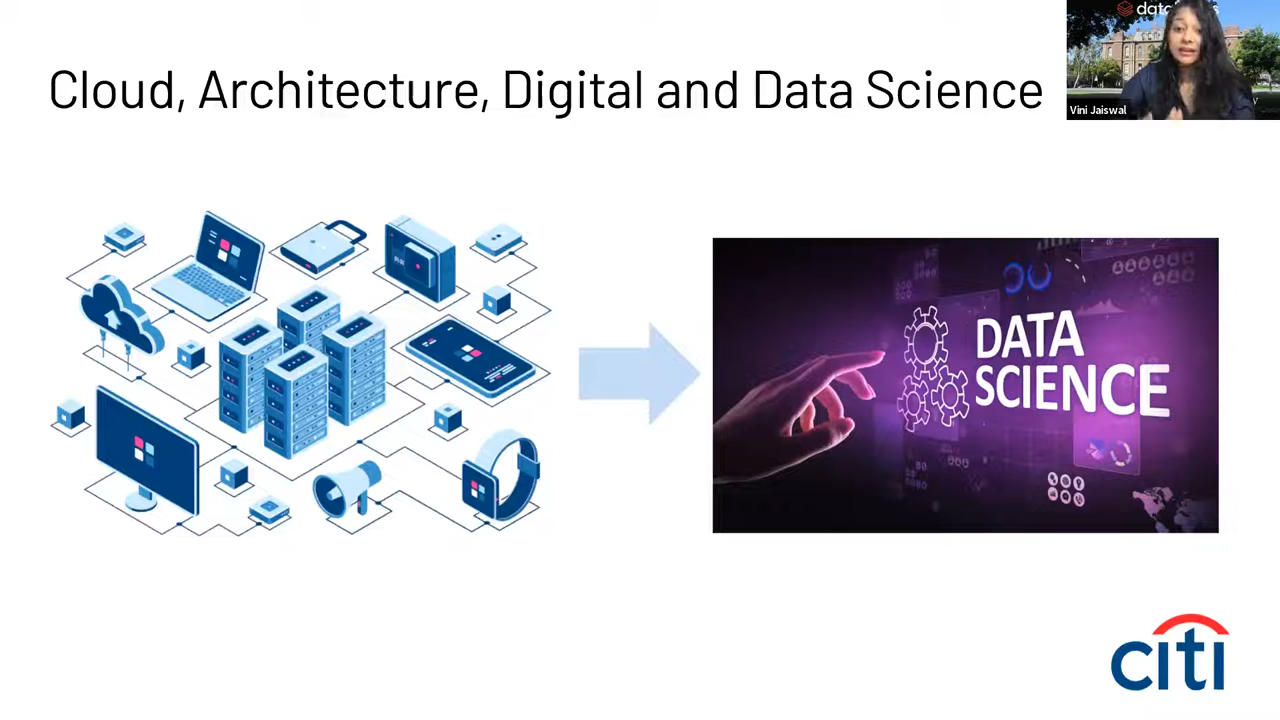 Cloud, Architecture, Digital and Data Science
Vini Jaiswal
DATA
SCIENCE
citi